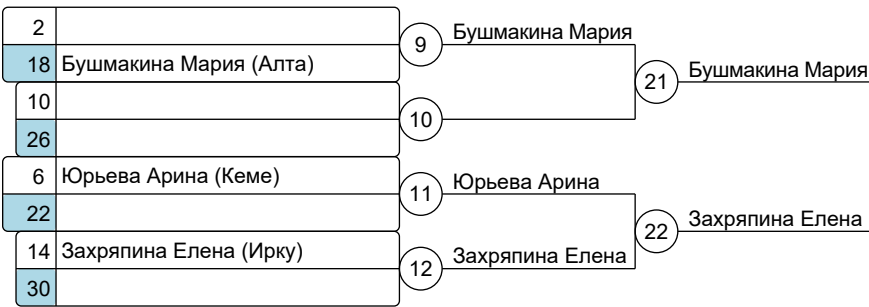 2
18 Бушмакина Мария (Алта)
10
26
6 Юрьева Арина (Кеме)
22
14 Захряпина Елена (Ирку)
30
9 Бушмакина Мария
10
11 Юрьева Арина
12 Захряпина Елена
21 Бушмакина Мария
22 Захряпина Елена